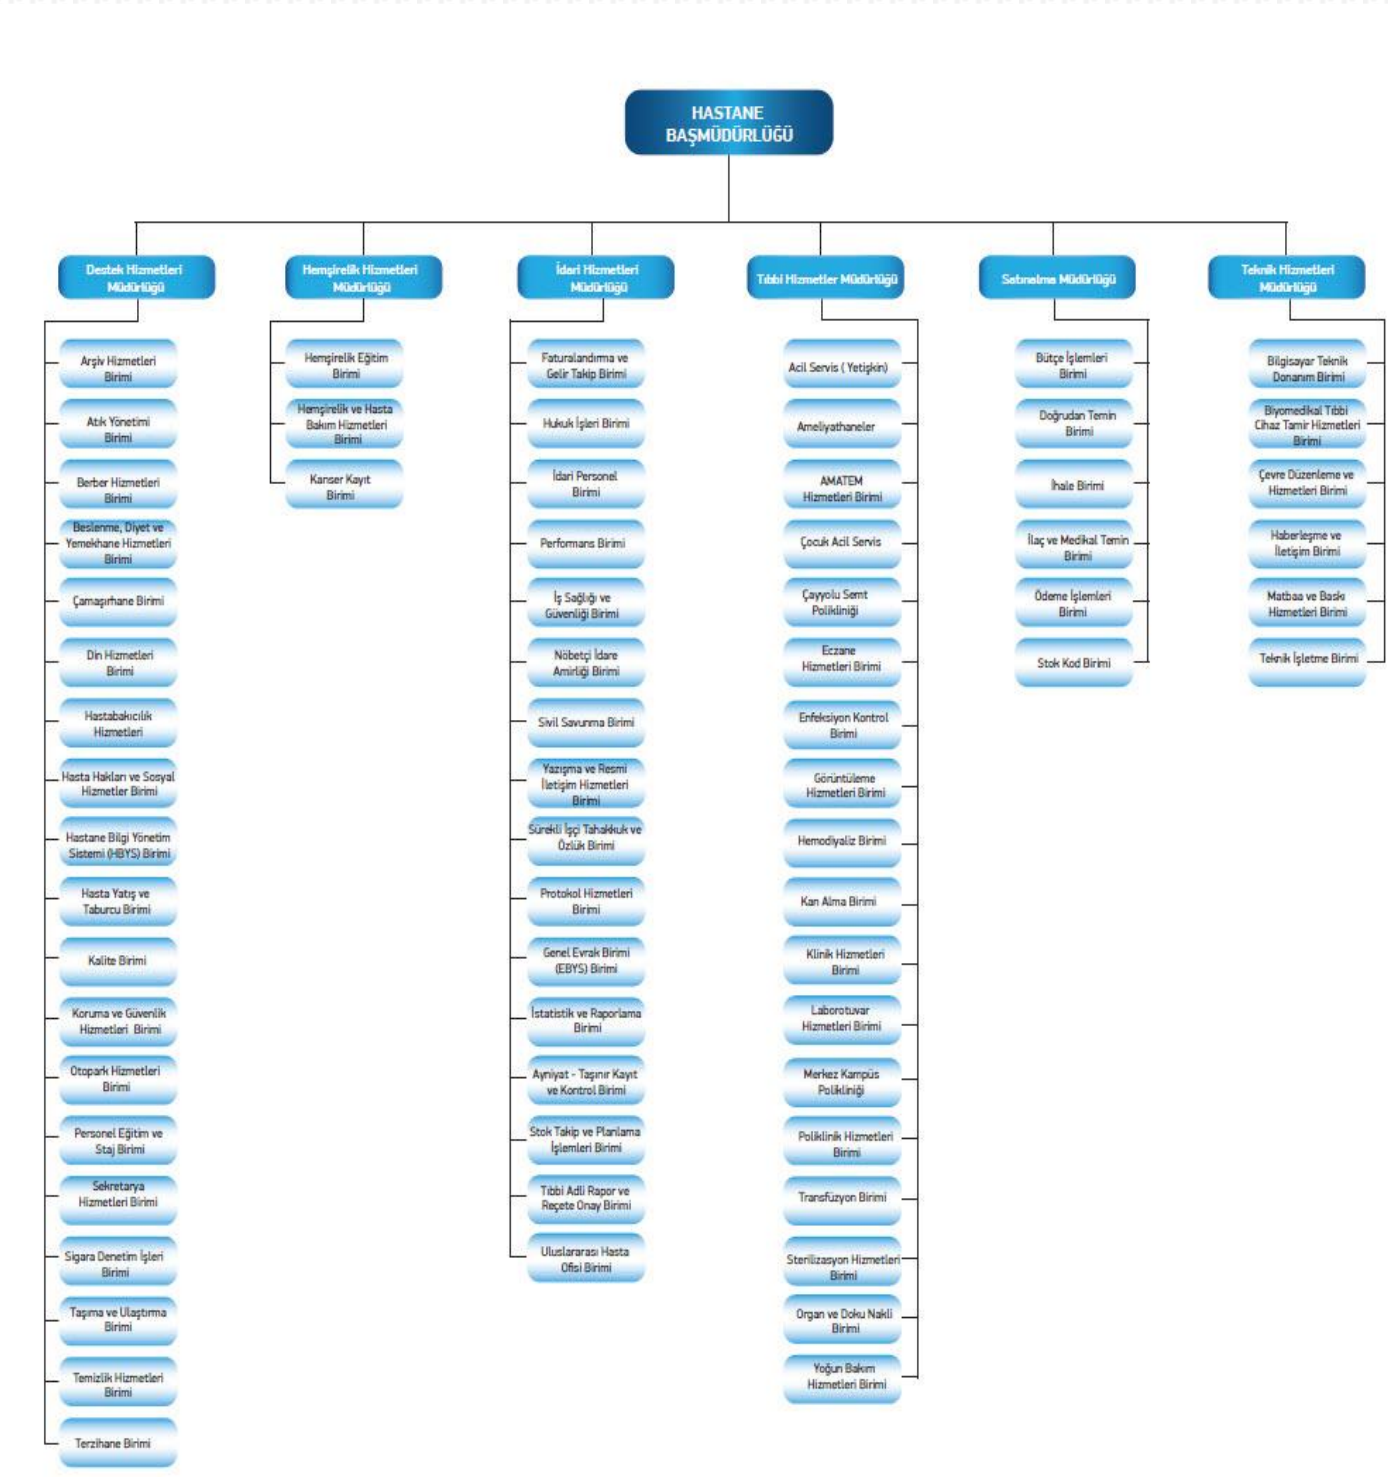 HASTANE
BAŞMÜDÜRLÜĞÜ
Destek Hizmetleri
Müdürlüğü
Arşiv Hizmetleri
Birimi
Atık Yönetimi
Birimi
Berber Hizmetleri
Birimi
Beslenme, Diyet ve
Yemekhane Hizmetleri
Birimi
Çamaşırhane Birimi
Din Hizmetleri
Birimi
Hastabakıcılık
Hizmetleri
Hasta Hakları ve Sosyal
Hizmetler Birimi
Hastane Bilgi Yönetim
Sistemi (HBYS) Birimi
Hasta Yatış ve
Taburcu Birimi
Kalite Birimi
Koruma ve Güvenlik
Hizmetleri Birimi
Otopark Hizmetleri
Birimi
Personel Eğitim ve
Staj Birimi
Sekretarya
Hizmetleri Birimi
Sigara Denetim İşleri
Birimi
Taşıma ve Ulaştırma
Birimi
Temizlik Hizmetleri
Birimi
Terzihane Birimi
Hemşirelik Hizmetleri
Müdürlüğü
Hemşirelik Eğitim
Birimi
Hemşirelik ve Hasta
Bakım Hizmetleri
Birimi
Kanser Kayıt
Birimi
İdari Hizmetleri
Müdürlüğü
Faturalandırma ve
Gelir Takip Birimi
Hukuk İşleri Birimi
İdari Personel
Birimi
Performans Birimi
İş Sağlığı ve
Güvenliği Birimi
Nöbetçi İdare
Amirliği Birimi
Sivil Savunma Birimi
Yazışma ve Resmi
İletişim Hizmetleri
Birimi
Sürekli İşçi Tahakkuk ve
Özlük Birimi
Protokol Hizmetleri
Birimi
Genel Evrak Birimi
(EBYS) Birimi
İstatistik ve Raporlama
Birimi
Ayniyat - Taşınır Kayıt
ve Kontrol Birimi
Stok Takip ve Planlama
İşlemleri Birimi
Tıbbi Adli Rapor ve
Reçete Onay Birimi
Uluslararası Hasta
Ofisi Birimi
Tıbbi Hizmetler Müdürlüğü
Acil Servis ( Yetişkin)
Ameliyathaneler
AMATEM
Hizmetleri Birimi
Çocuk Acil Servis
Çayyolu Semt
Polikliniği
Eczane
Hizmetleri Birimi
Enfeksiyon Kontrol
Birimi
Görüntüleme
Hizmetleri Birimi
Hemodiyaliz Birimi
Kan Alma Birimi
Klinik Hizmetleri
Birimi
Laborotuvar
Hizmetleri Birimi
Merkez Kampüs
Polikliniği
Poliklinik Hizmetleri
Birimi
Transfüzyon Birimi
Sterilizasyon Hizmetleri
Birimi
Organ ve Doku Nakli
Birimi
Yoğun Bakım
Hizmetleri Birimi
Satınalma Müdürlüğü
Bütçe İşlemleri
Birimi
Doğrudan Temin
Birimi
İhale Birimi
İlaç ve Medikal Temin
Birimi
Ödeme İşlemleri
Birimi
Stok Kod Birimi
Teknik Hizmetleri
Müdürlüğü
Bilgisayar Teknik
Donanım Birimi
Biyomedikal Tıbbi
Cihaz Tamir Hizmetleri
Birimi
Çevre Düzenleme ve
Hizmetleri Birimi
Haberleşme ve
İletişim Birimi
Matbaa ve Baskı
Hizmetleri Birimi
Teknik İşletme Birimi